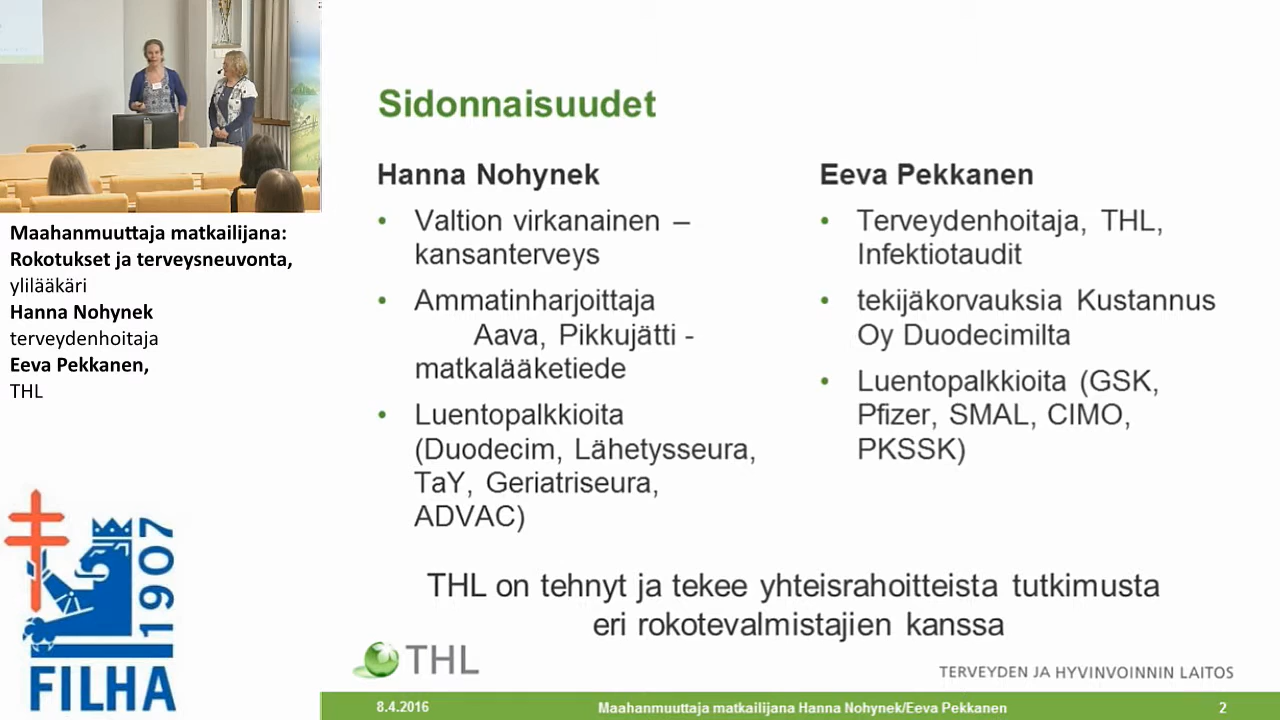 Maahanmuuttaja matkailijana:
Rokotukset ja terveysneuvonta,
ylilääkäri
Hanna Nohynek
terveydenhoitaja
Eeva Pekkanen,
THL
1907
FILHA
Sidonnaisuudet
Hanna Nohynek
• Valtion virkanainen –
kansanterveys
• Ammatinharjoittaja
Aava, Pikkujätti -
matkalääketiede
• Luentopalkkioita
(Duodecim, Lähetysseura,
TaY, Geriatriseura,
ADVAC)
Eeva Pekkanen
• Terveydenhoitaja, THL,
Infektiotaudit
• tekijäkorvauksia Kustannus
Oy Duodecimilta
• Luentopalkkioita (GSK,
Pfizer, SMAL, CIMO,
PKSSK)
THL on tehnyt ja tekee yhteisrahoitteista tutkimusta
eri rokotevalmistajien kanssa
THL
TERVEYDEN JA HYVINVOINNIN LAITOS
8.4.2016
Maahanmuuttaja matkailijana Hanna Nohynek/Eeva Pekkanen
2